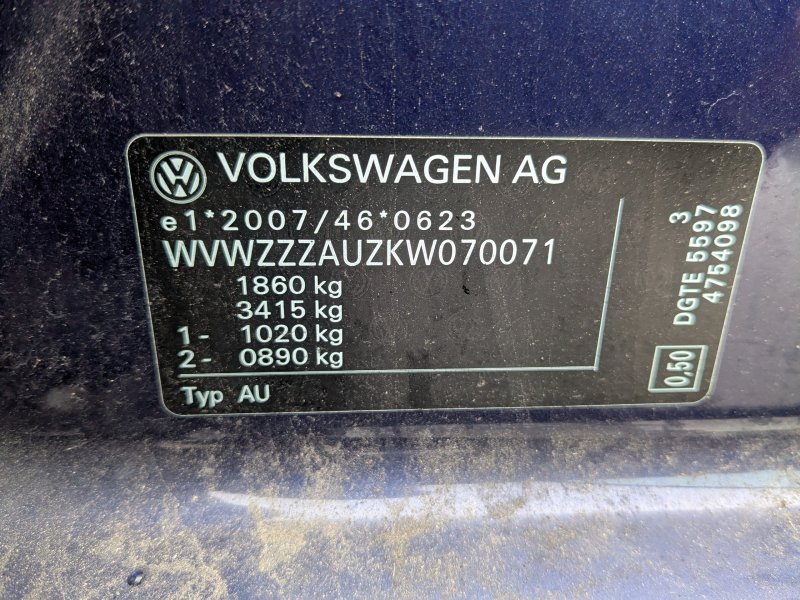 VOLKSWAGEN AG
e1*2007/46*0623
WVWZZZAUZKW070071
1860 kg
3415 kg
1- 1020 kg
2- 0890 kg
Typ AU
3
DGTE 5597
4754098
0,50